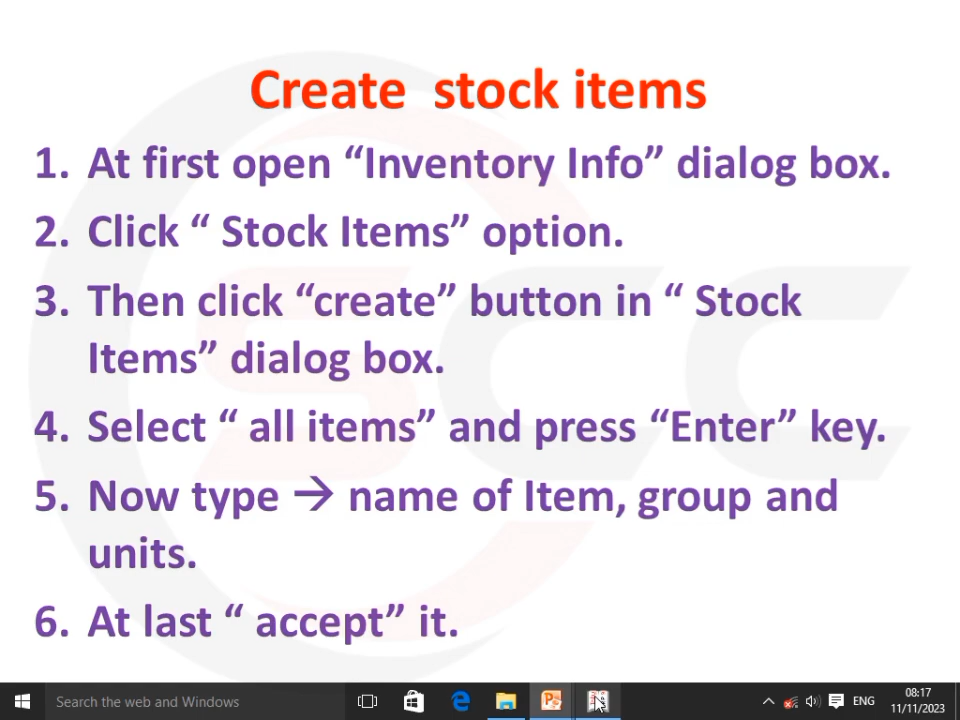 Create stock items
1. At first open “Inventory Info” dialog box.
2. Click “ Stock Items” option.
3. Then click “create” button in “ Stock
Items” dialog box.
4. Select “ all items” and press “Enter” key.
5. Now type → name of Item, group and
units.
6. At last “ accept” it.
SCC
Search the web and Windows
ENG
08:17
11/11/2023